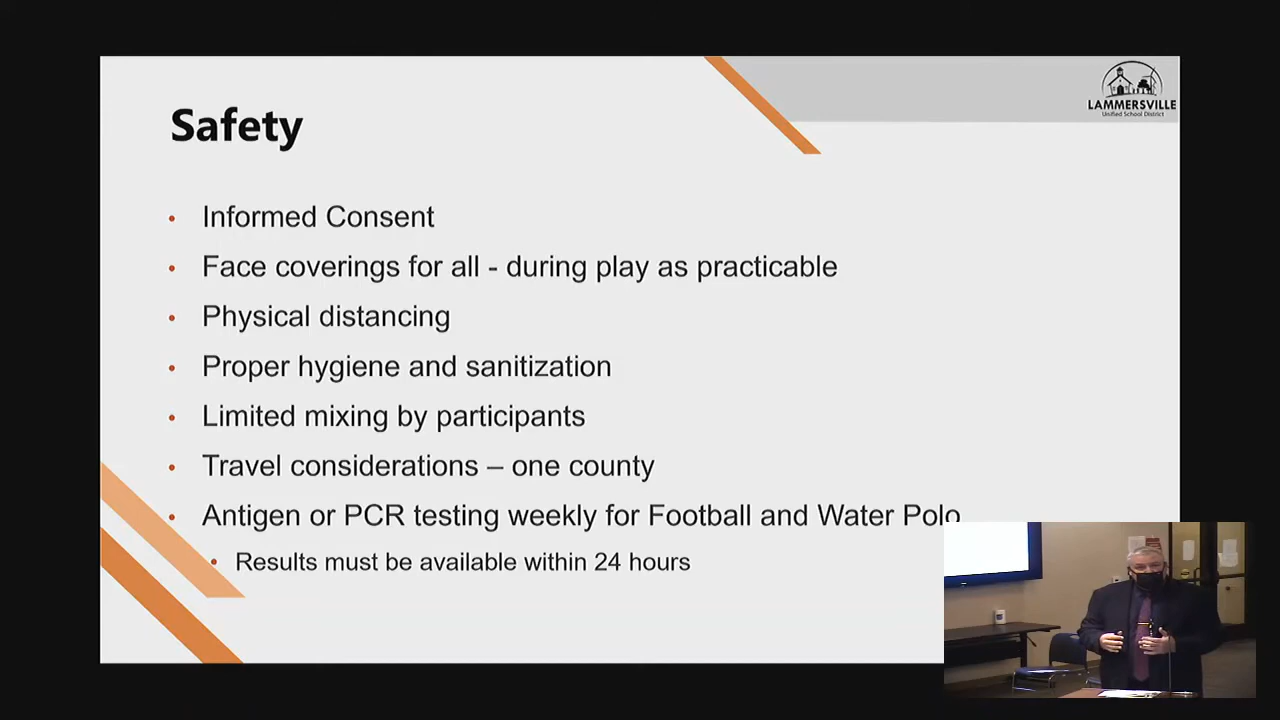 LAMMERSVILLE
Unified School District
Safety
• Informed Consent
• Face coverings for all - during play as practicable
• Physical distancing
• Proper hygiene and sanitization
• Limited mixing by participants
• Travel considerations – one county
• Antigen or PCR testing weekly for Football and Water Polo
• Results must be available within 24 hours